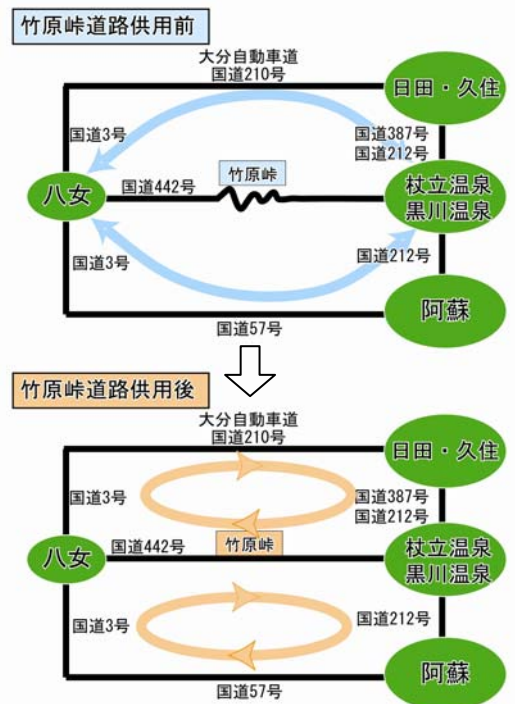 竹原峠道路供用前
大分自動車道
国道210号
日田・久住
国道3号
国道387号
国道212号
竹原峠
八女
国道442号
杖立温泉
黒川温泉
国道3号
国道212号
阿蘇
国道57号
竹原峠道路供用後
大分自動車道
国道210号
日田・久住
国道3号
国道387号
国道212号
八女
国道442号
竹原峠
杖立温泉
黒川温泉
国道3号
国道212号
阿蘇
国道57号